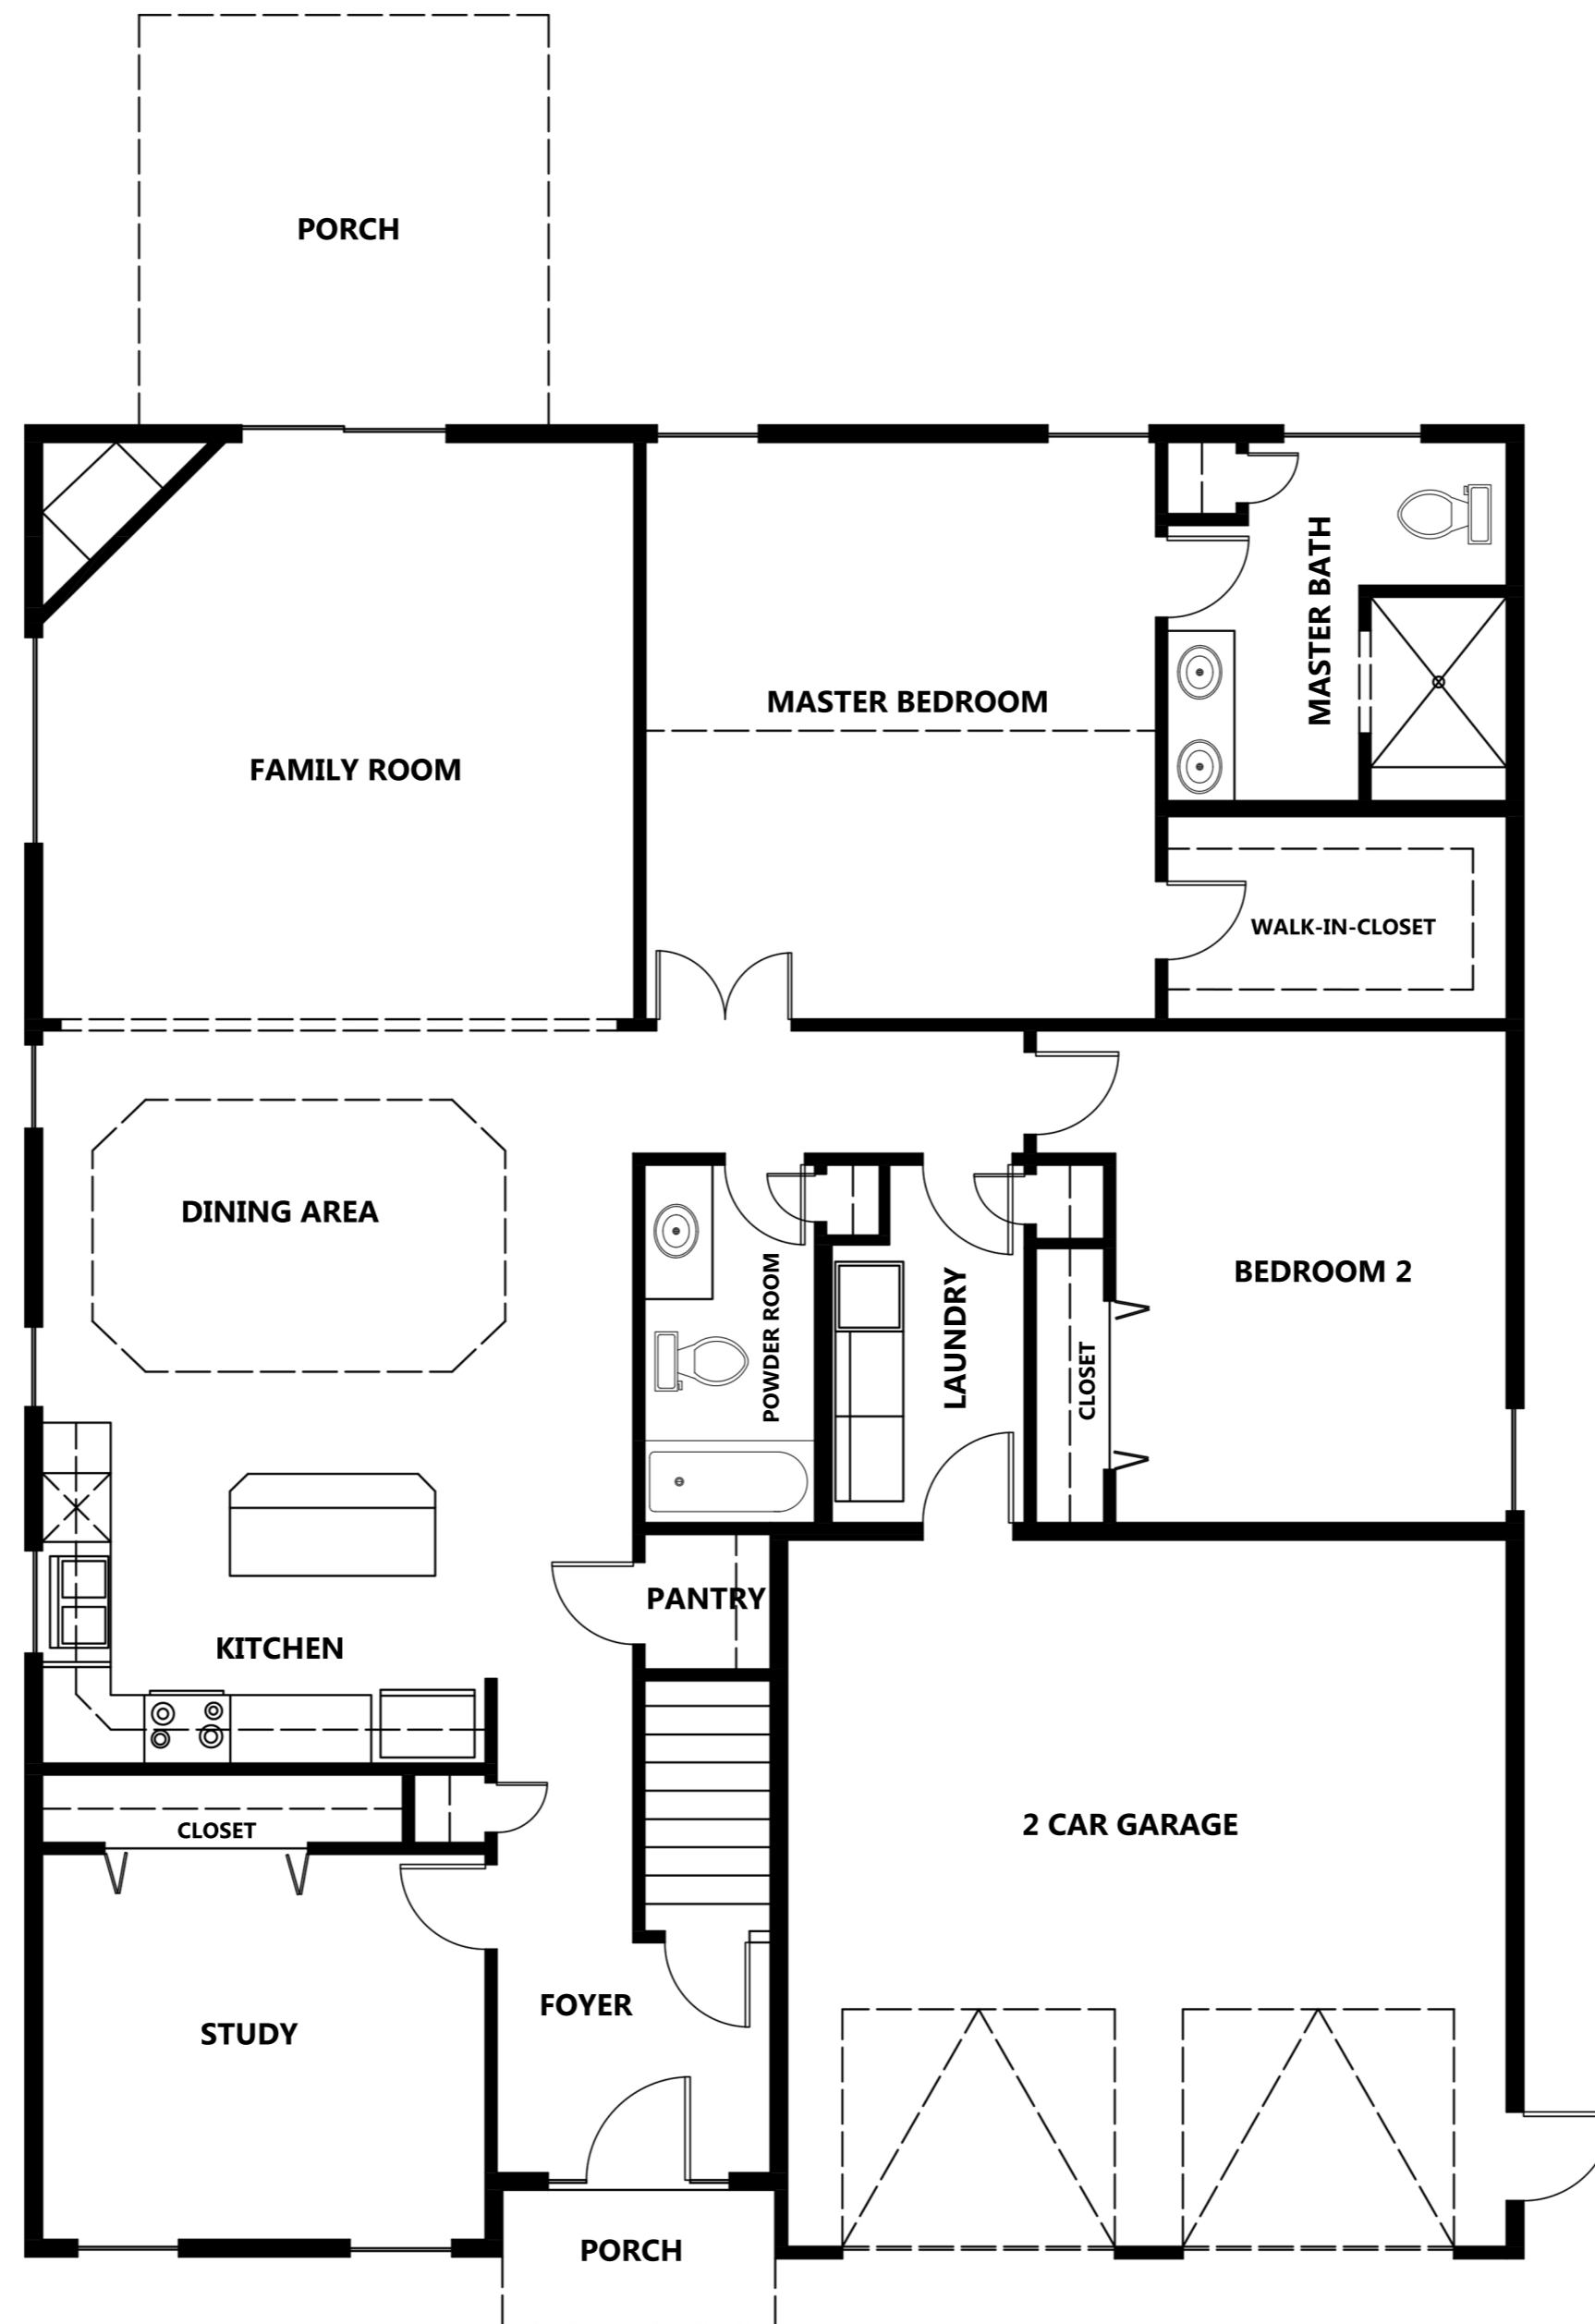 PORCH
MASTER BATH
MASTER BEDROOM
FAMILY ROOM
WALK-IN-CLOSET
DINING AREA
BEDROOM 2
POWDER ROOM
LAUNDRY
CLOSET
PANTRY
KITCHEN
2 CAR GARAGE
CLOSET
FOYER
STUDY
PORCH